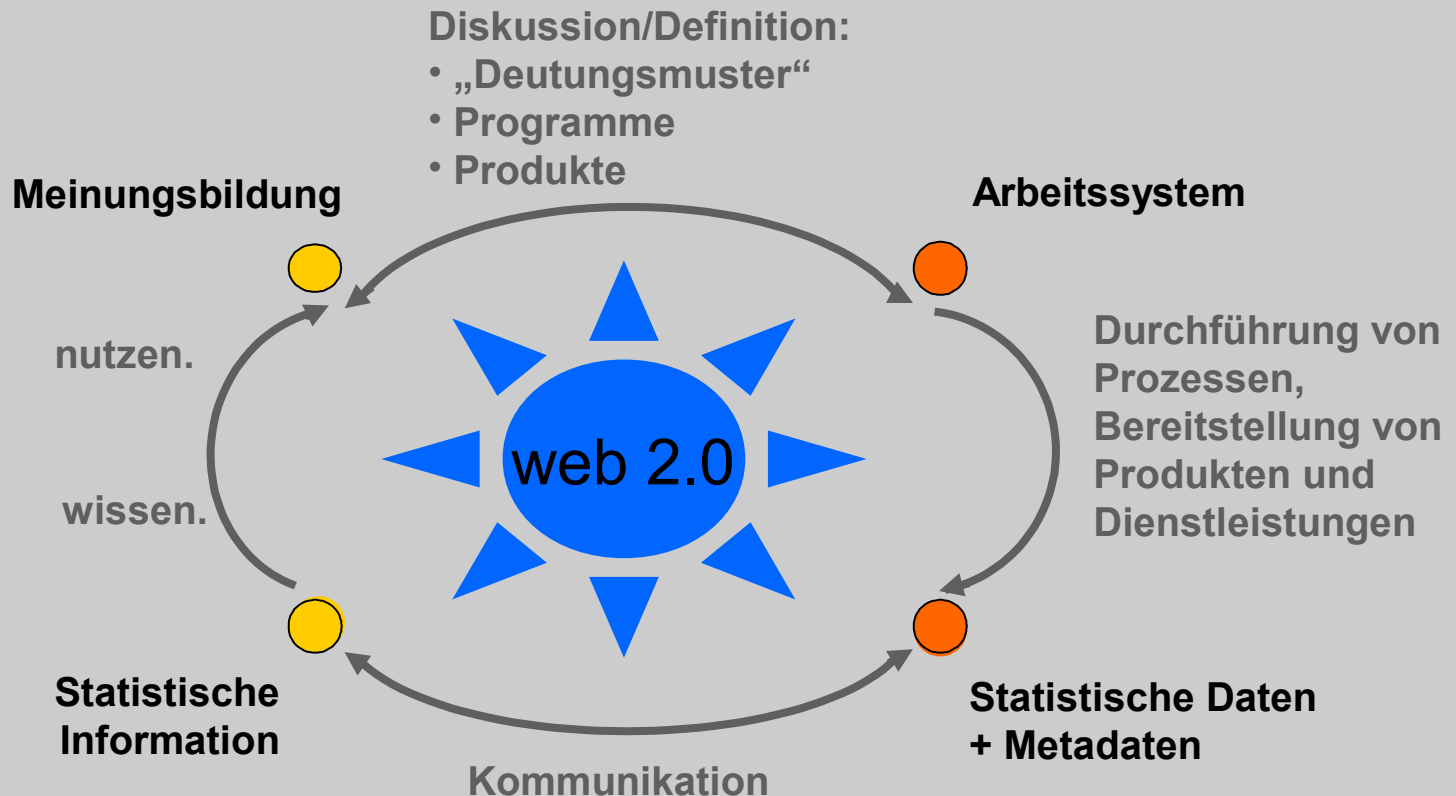 Diskussion/Definition:
• „Deutungsmuster“
• Programme
• Produkte
Meinungsbildung
Arbeitssystem
nutzen.
wissen.
web 2.0
Durchführung von
Prozessen,
Bereitstellung von
Produkten und
Dienstleistungen
Statistische
Information
Statistische Daten
+ Metadaten
Kommunikation